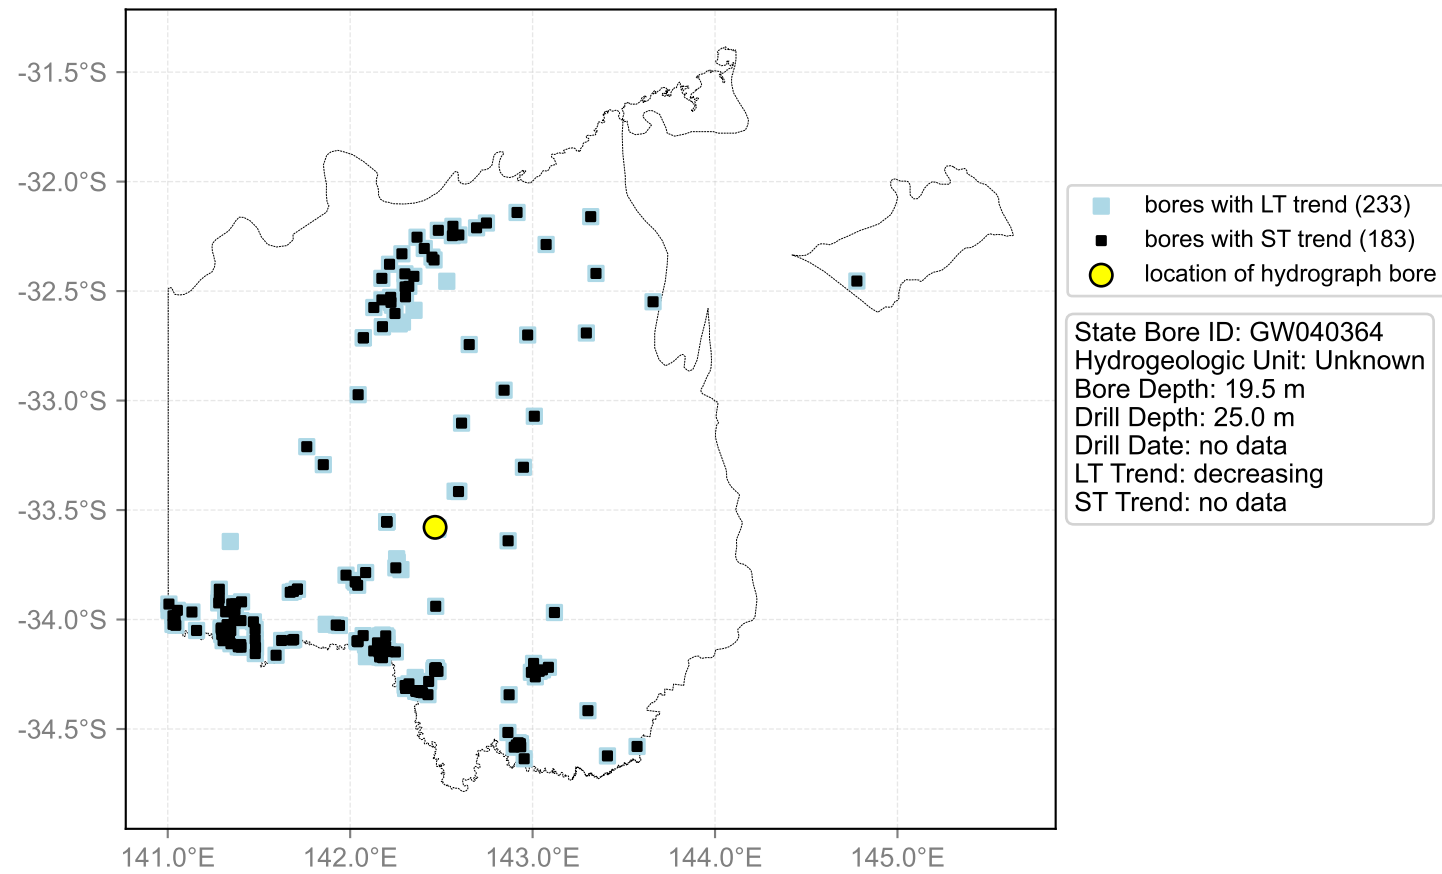 -31.5°S
-32.0°S
-32.5°S
-33.0°S
-33.5°S
-34.0°S
-34.5°S
141.0°E
142.0°E
143.0°E
144.0°E
145.0°E
bores with LT trend (233)
bores with ST trend (183)
location of hydrograph bore
State Bore ID: GW040364
Hydrogeologic Unit: Unknown
Bore Depth: 19.5 m
Drill Depth: 25.0 m
Drill Date: no data
LT Trend: decreasing
ST Trend: no data